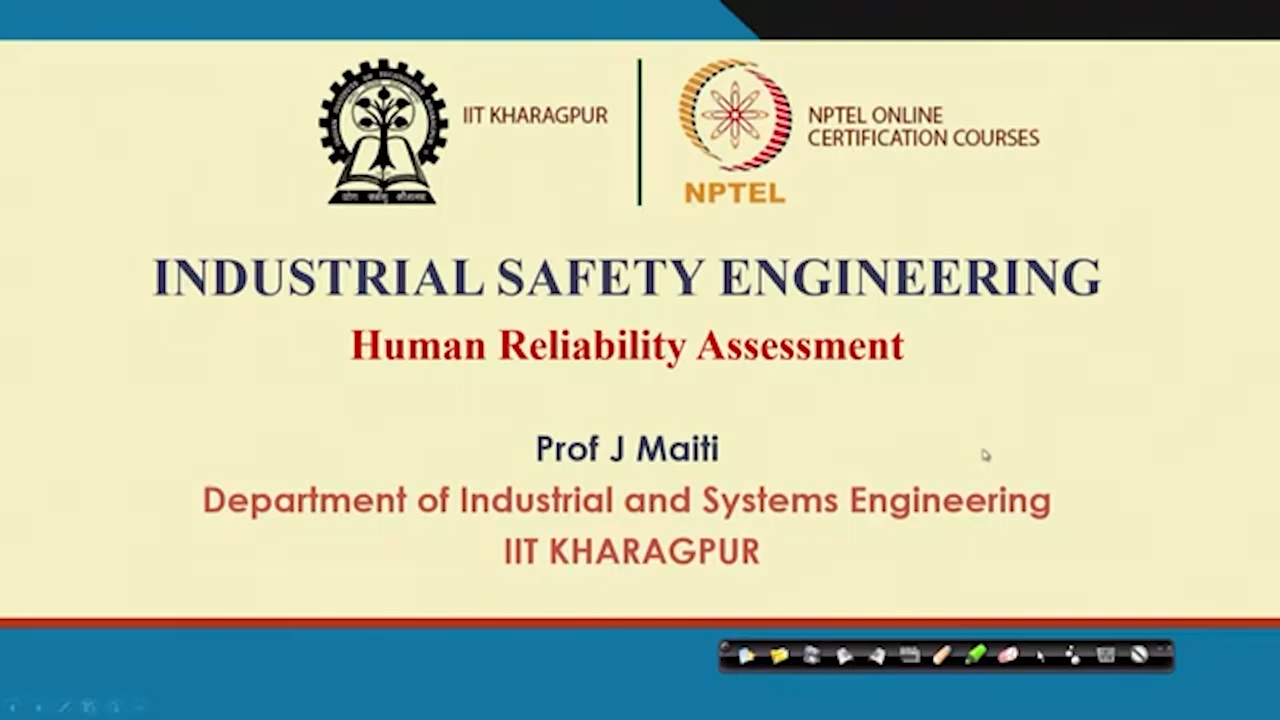 IIT KHARAGPUR
NPTEL ONLINE
CERTIFICATION COURSES
NPTEL
INDUSTRIAL SAFETY ENGINEERING
Human Reliability Assessment
Prof J Maiti
Department of Industrial and Systems Engineering
IIT KHARAGPUR